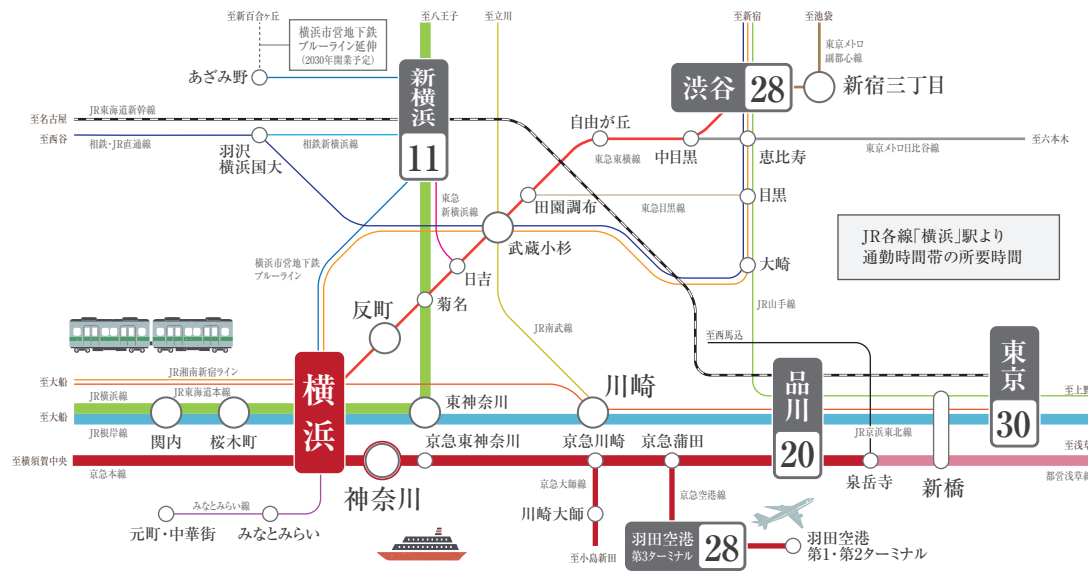 至新百合ヶ丘
至八王子
至立川
至新宿
至池袋
横浜市営地下鉄
ブルーライン延伸
(2030年開業予定)
東京メトロ
副都心線
あざみ野
新横浜
11
渋谷
28
新宿三丁目
JR東海道新幹線
至名古屋
至西谷
相鉄・JR直通線
相鉄新横浜線
羽沢
横浜国大
自由が丘
東急東横線
中目黒
恵比寿
東京メトロ日比谷線
至六本木
東急
新横浜線
田園調布
東急目黒線
目黒
武蔵小杉
JR各線「横浜」駅より
通勤時間帯の所要時間
横浜市営地下鉄
ブルーライン
日吉
大崎
菊名
JR山手線
反町
JR南武線
至西馬込
横浜
品川
20
東京
30
JR湘南新宿ライン
至大船
JR東海道本線
川崎
JR横浜線
至上野
至大船
関内
桜木町
東神奈川
JR根岸線
京急東神奈川
京急川崎
京急蒲田
JR京浜東北線
至浅草
至横須賀中央
京急本線
神奈川
泉岳寺
新橋
都営浅草線
京急大師線
京急空港線
みなとみらい線
元町・中華街
みなとみらい
川崎大師
羽田空港
第3ターミナル
28
羽田空港
第1・第2ターミナル
至小島新田